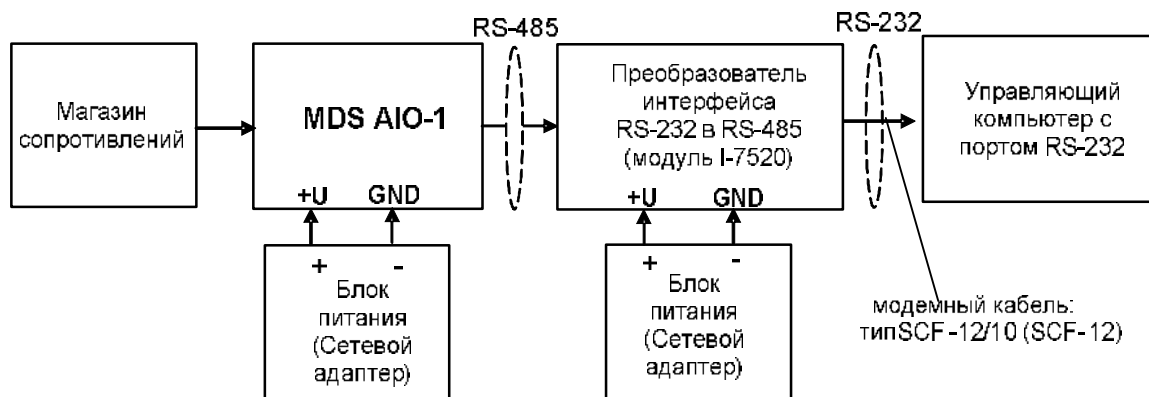 RS-485
RS-232
Магазин
сопротивлений
MDS AIO-1
+U
GND
Преобразователь
интерфейса
RS-232 в RS-485
(модуль I-7520)
+U
GND
Управляющий
компьютер с
портом RS-232
+
-
Блок
питания
(Сетевой
адаптер)
+
-
Блок
питания
(Сетевой
адаптер)
модемный кабель:
типSCF-12/10 (SCF-12)